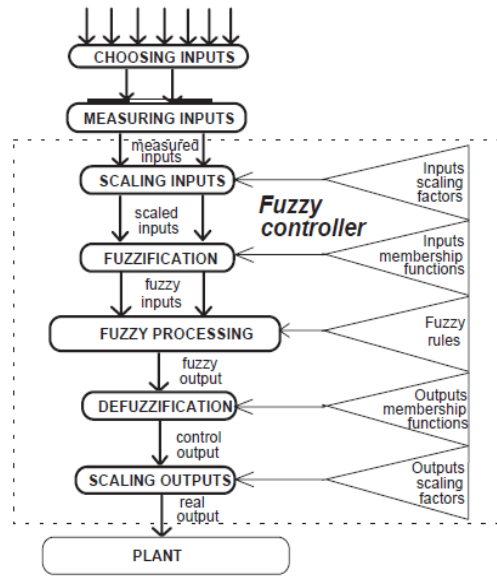 CHOOSING INPUTS
MEASURING INPUTS
measured
inputs
SCALING INPUTS
Inputs
scaling
factors
scaled
inputs
Fuzzy
controller
FUZZIFICATION
Inputs
membership
functions
fuzzy
inputs
FUZZY PROCESSING
Fuzzy
rules
fuzzy
output
DEFUZZIFICATION
Outputs
membership
functions
control
output
SCALING OUTPUTS
Outputs
scaling
factors
real
output
PLANT